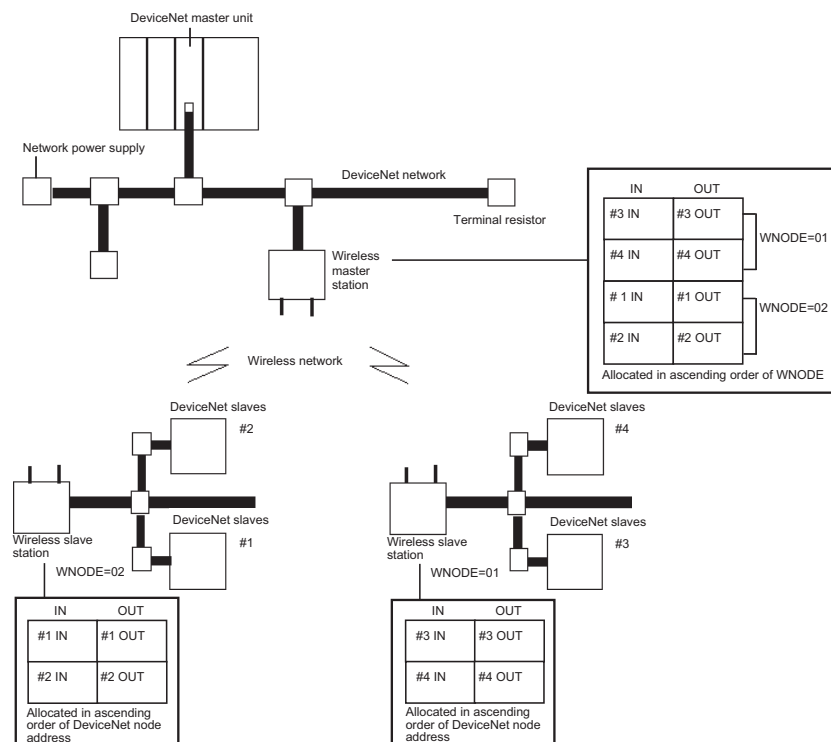 DeviceNet master unit
Network power supply
DeviceNet network
Terminal resistor
Wireless
master
station
IN OUT
#3 IN #3 OUT
WNODE=01
#4 IN #4 OUT
# 1 IN #1 OUT
WNODE=02
#2 IN #2 OUT
Allocated in ascending order of WNODE
Wireless network
DeviceNet slaves
#2
DeviceNet slaves
#1
Wireless slave
station
WNODE=02
IN OUT
#1 IN #1 OUT
#2 IN #2 OUT
Allocated in ascending
order of DeviceNet node
address
DeviceNet slaves
#4
DeviceNet slaves
#3
Wireless slave
station
WNODE=01
IN OUT
#3 IN #3 OUT
#4 IN #4 OUT
Allocated in ascending
order of DeviceNet node
address